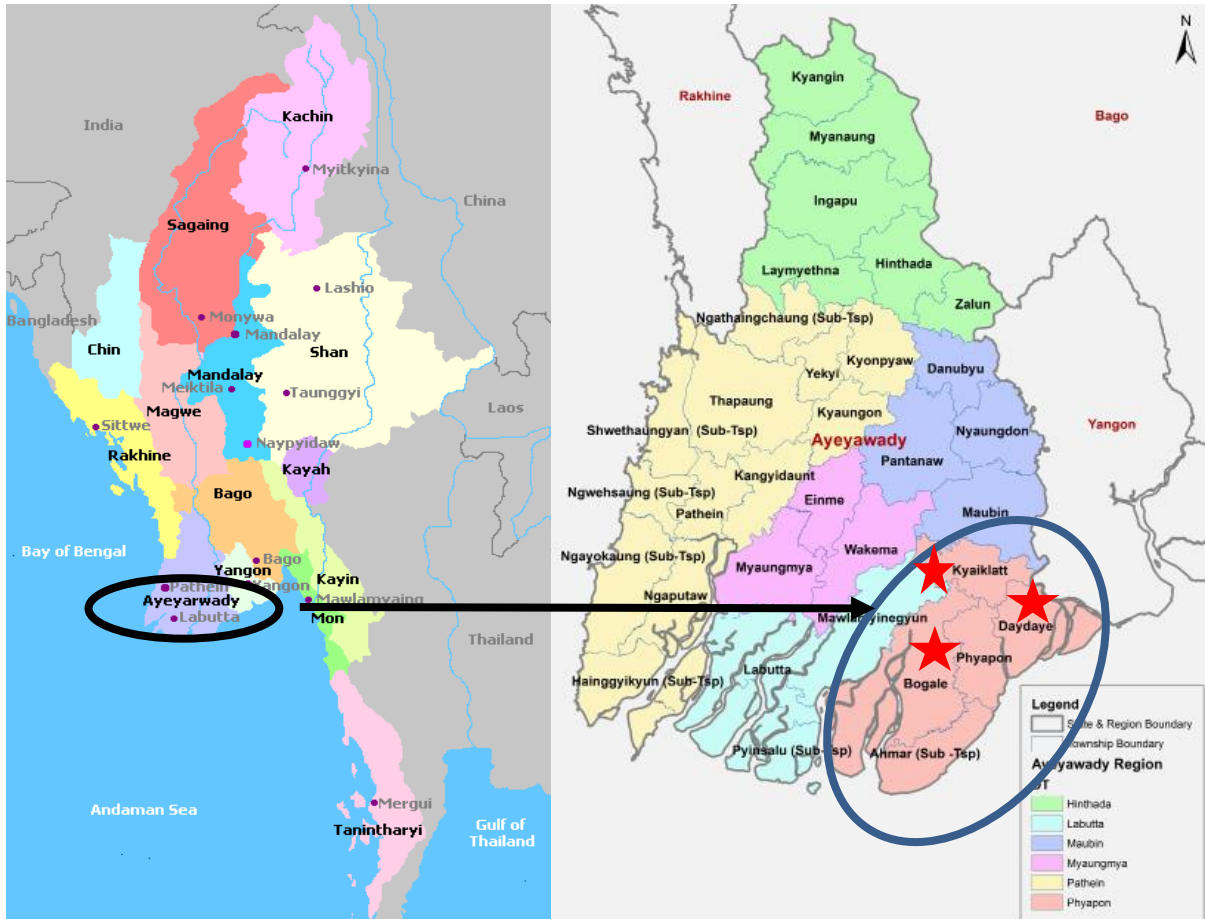 India
Kachin
Myitkyina
China
Sagaing
Lashio
Bangladesh
Monywa
Mandalay
Chin
Shan
Mandalay
Meiktila
Taunggyi
Magwe
Laos
Sittwe
Rakhine
Naypyidaw
Kayah
Bago
Bay of Bengal
Bago
Yangon
Kayin
Pathein
Yangon
Ayeyarwady
Mawlamyaing
Labutta
Mon
Thailand
Mergui
Andaman Sea
Tanintharyi
Gulf of
Thailand
N
Kyangin
Rakhine
Bago
Myanaung
Ingapu
Hinthada
Laymyethna
Zalun
Ngathaingchaung (Sub-Tsp)
Kyonpyaw
Danubyu
Yekyi
Thapaung
Kyaungon
Nyaungdon
Yangon
Shwethaungyan (Sub-Tsp)
Ayeyawady
Pantanaw
Kangyidaunt
Ngwehsaung (Sub-Tsp)
Einme
Pathein
Maubin
Wakema
Ngayokaung (Sub-Tsp)
Myaungmya
Kyaiklatt
Ngaputaw
Mawlamyinegyun
Daydaye
Phyapon
Labutta
Bogale
Hainggyikyun (Sub-Tsp)
Pyinsalu (Sub-Tsp)
Ahmar (Sub -Tsp)
Legend
State & Region Boundary
Township Boundary
Ayeyawady Region
DT
Hinthada
Labutta
Maubin
Myaungmya
Pathein
Phyapon